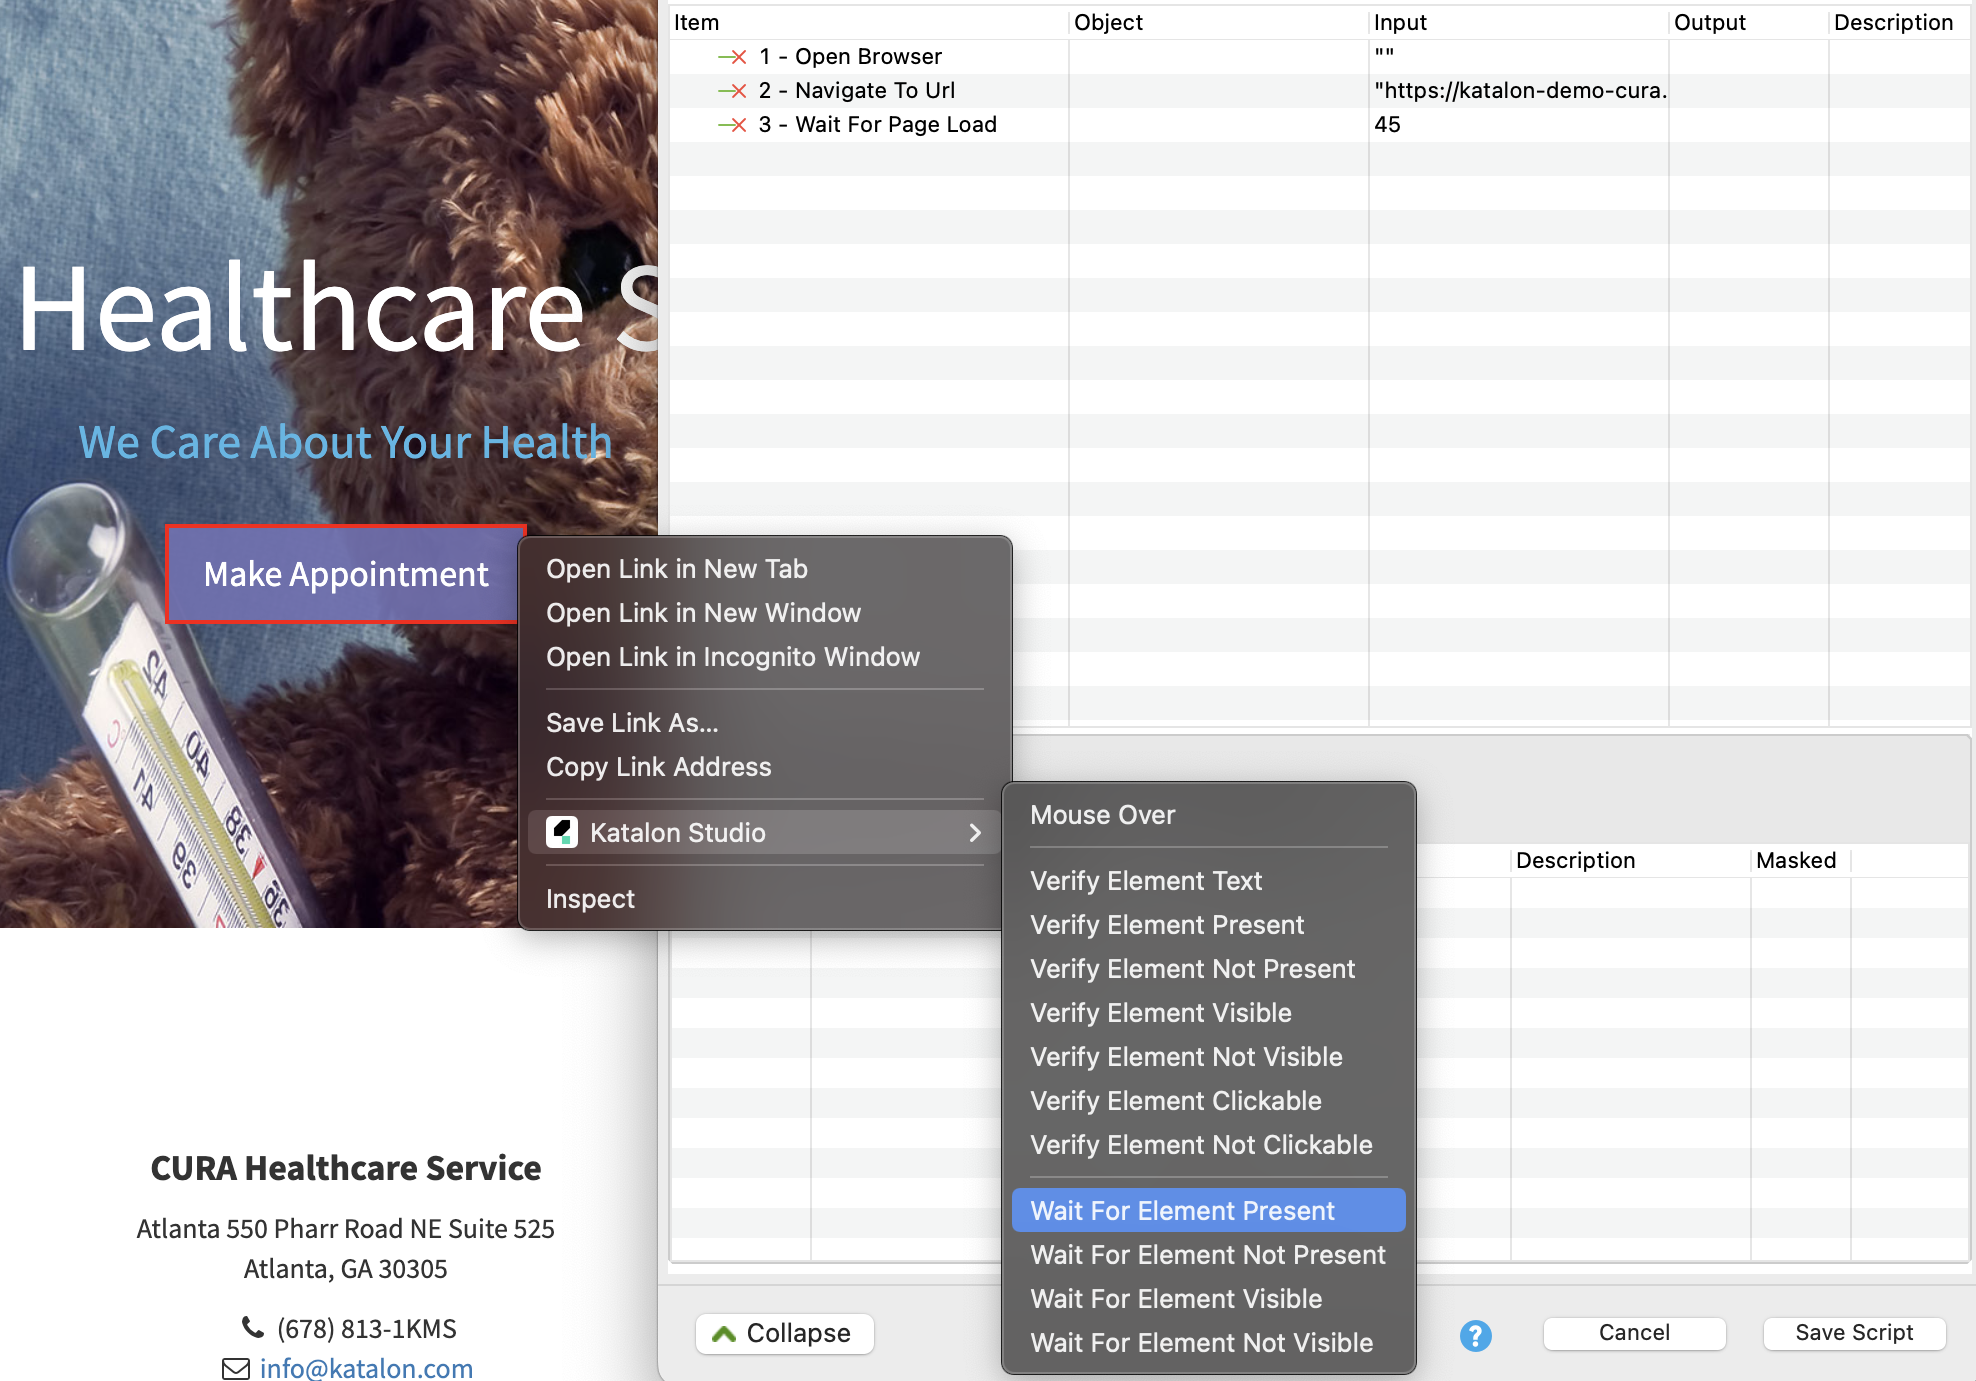 Item Object Input Output Description
1 - Open Browser ""
2 - Navigate To Url "https://katalon-demo-cura.
3 - Wait For Page Load 45
Healthcare S
We Care About Your Health
Make Appointment
42
40
38
36
°C
41
39
Open Link in New Tab
Open Link in New Window
Open Link in Incognito Window
Save Link As...
Copy Link Address
Katalon Studio
Inspect
Mouse Over
Verify Element Text
Verify Element Present
Verify Element Not Present
Verify Element Visible
Verify Element Not Visible
Verify Element Clickable
Verify Element Not Clickable
Wait For Element Present
Wait For Element Not Present
Wait For Element Visible
Wait For Element Not Visible
Description Masked
CURA Healthcare Service
Atlanta 550 Pharr Road NE Suite 525
Atlanta, GA 30305
(678) 813-1KMS
info@katalon.com
Collapse
?
Cancel
Save Script